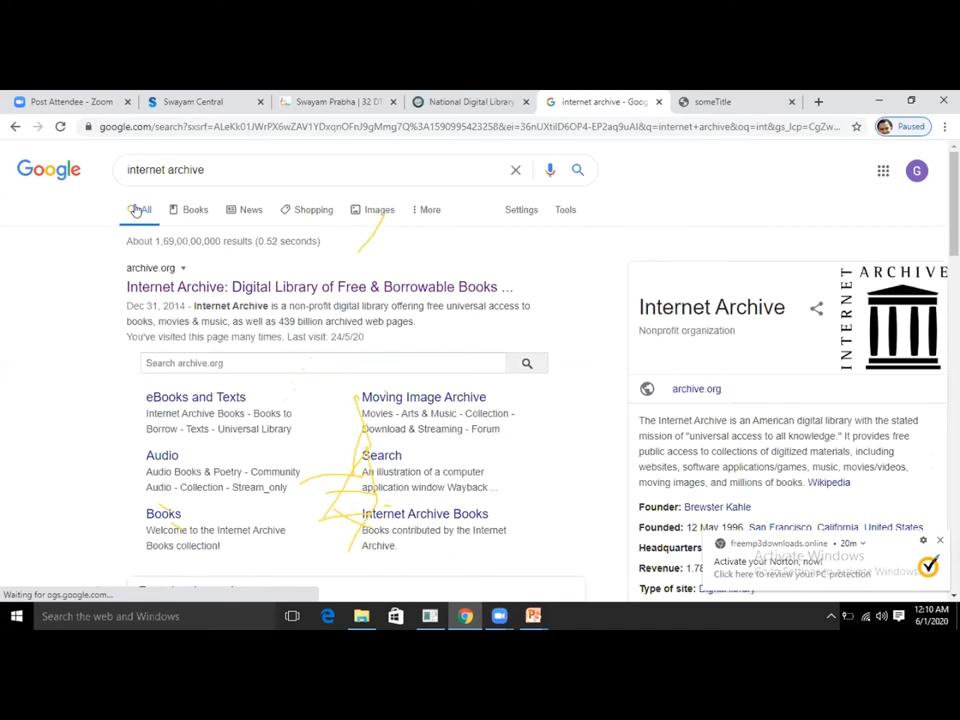 Post Attendee - Zoom
Swayam Central
Swayam Prabha | 32 DT
National Digital Library
internet archive - Goog
someTitle
google.com/search?sxsrf=ALeKk01JWrPX6wZAV1YDxqnOFnJ9gMmg7Q%3A1590995423258&ei=36nUXtilD6OP4-EP2aq9uAI&q=internet+archive&oq=int&gs_lcp=CgZw...
Paused
Google
internet archive
G
All
Books
News
Shopping
Images
More
Settings
Tools
About 1,69,00,00,000 results (0.52 seconds)
archive.org
Internet Archive: Digital Library of Free & Borrowable Books ...
Dec 31, 2014 - Internet Archive is a non-profit digital library offering free universal access to
books, movies & music, as well as 439 billion archived web pages.
You've visited this page many times. Last visit: 24/5/20
Search archive.org
eBooks and Texts
Internet Archive Books - Books to
Borrow - Texts - Universal Library
Moving Image Archive
Movies - Arts & Music - Collection -
Download & Streaming - Forum
Audio
Audio Books & Poetry - Community
Audio - Collection - Stream_only
Search
An illustration of a computer
application window Wayback ...
Books
Welcome to the Internet Archive
Books collection!
Internet Archive Books
Books contributed by the Internet
Archive.
Internet Archive
Nonprofit organization
INTERNET ARCHIVE
archive.org
The Internet Archive is an American digital library with the stated
mission of "universal access to all knowledge." It provides free
public access to collections of digitized materials, including
websites, software applications/games, music, movies/videos,
moving images, and millions of books. Wikipedia
Founder: Brewster Kahle
Founded: 12 May 1996, San Francisco, California, United States
Headquarters
Revenue: 1.78
Type of site: Digital library
freemp3downloads.online • 20m
Activate your Norton, now!
Click here to review your PC protection
Activate Windows
Go to Settings to activate Windows.
Waiting for ogs.google.com...
Search the web and Windows
12:10 AM
6/1/2020